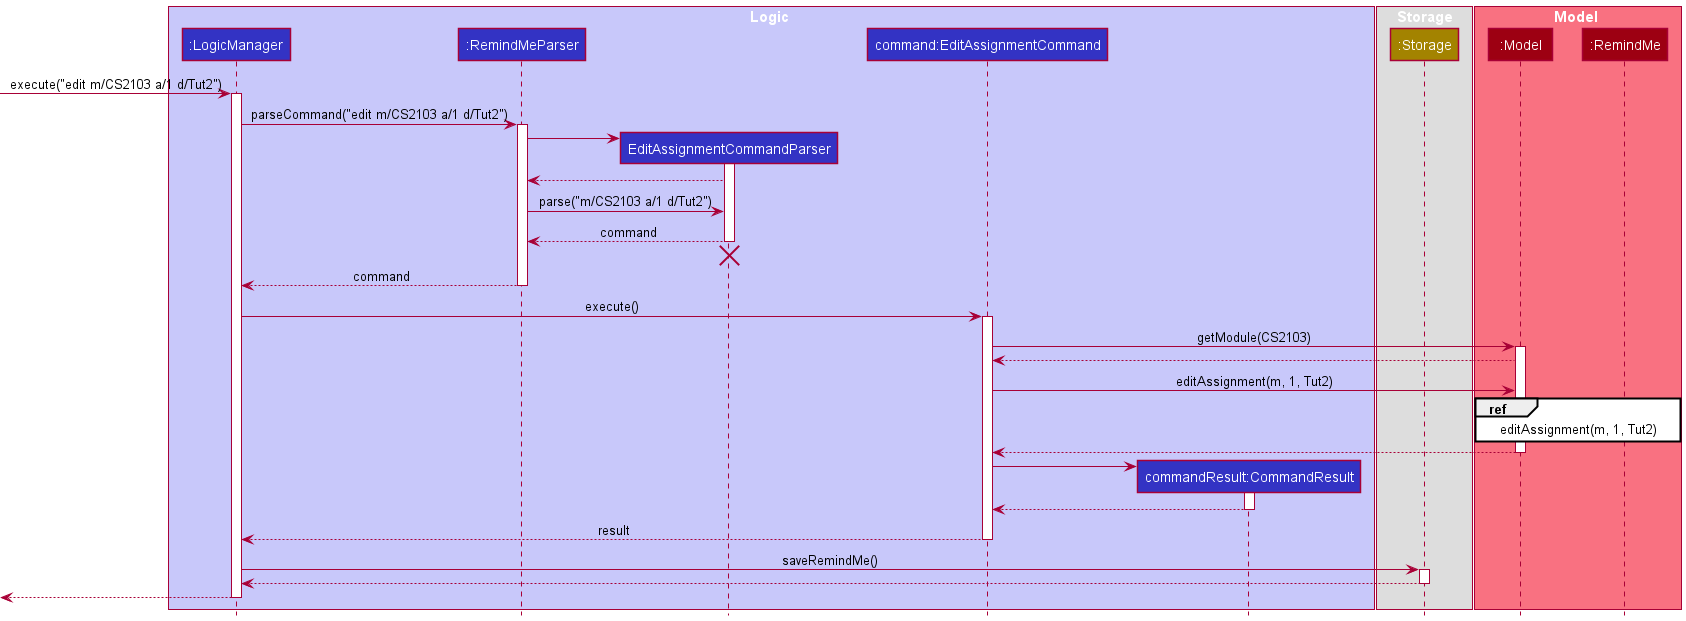 Logic
Storage
Model
:LogicManager
:RemindMeParser
command:EditAssignmentCommand
:Storage
:Model
:RemindMe
execute("edit m/CS2103 a/1 d/Tut2")
parseCommand("edit m/CS2103 a/1 d/Tut2")
EditAssignmentCommandParser
parse("m/CS2103 a/1 d/Tut2")
command
command
execute()
getModule(CS2103)
editAssignment(m, 1, Tut2)
ref
editAssignment(m, 1, Tut2)
commandResult:CommandResult
result
saveRemindMe()